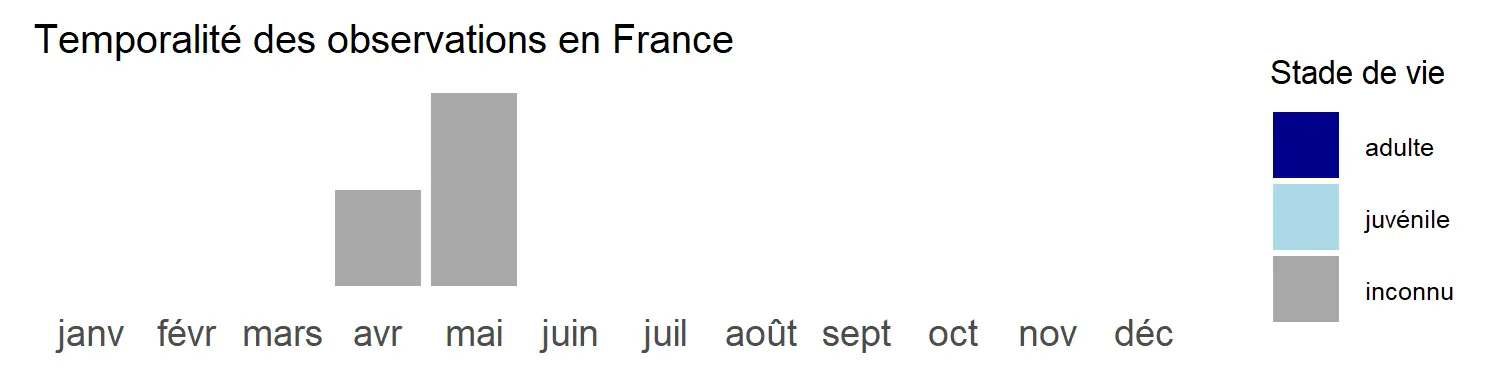 Temporalité des observations en France
Stade de vie
adulte
juvénile
inconnu
janv févr mars avr mai juin juil août sept oct nov déc